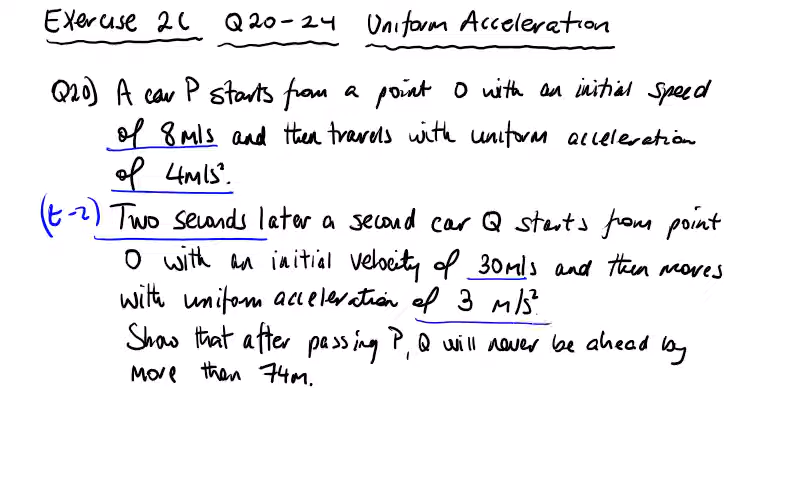 Exercise 2C Q20-24 Uniform Acceleration
Q20) A car P starts from a point O with an initial speed
of 8m/s and then travels with uniform acceleration
of 4m/s².
(t-2) Two seconds later a second car Q starts from point
O with an initial velocity of 30m/s and then moves
with uniform acceleration of 3 m/s².
Show that after passing P, Q will never be ahead by
more than 74m.